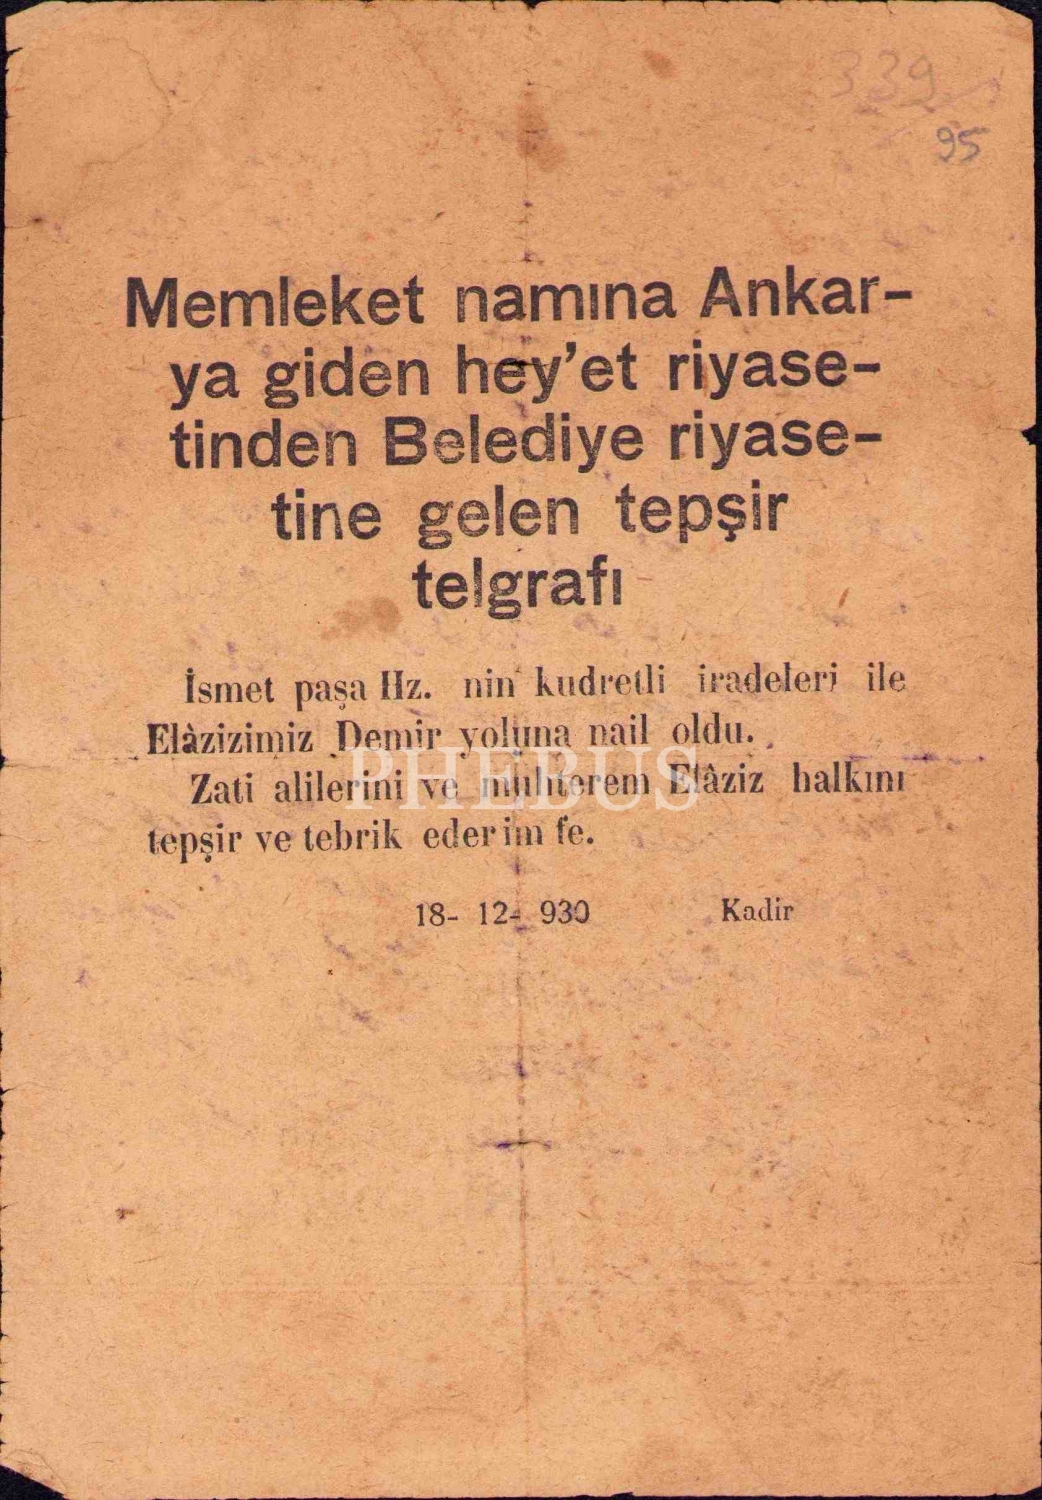 339
95
Memleket namına Ankar-
ya giden hey'et riyase-
tinden Belediye riyase-
tine gelen tepşir
telgrafı
İsmet paşa Hz. nin kudretli iradeleri ile
Elâzizimiz Demir yoluna nail oldu.
PHEBUS
Zati alilerini ve muhterem Elâziz halkını
tepşir ve tebrik ederim fe.
18- 12- 930 Kadir